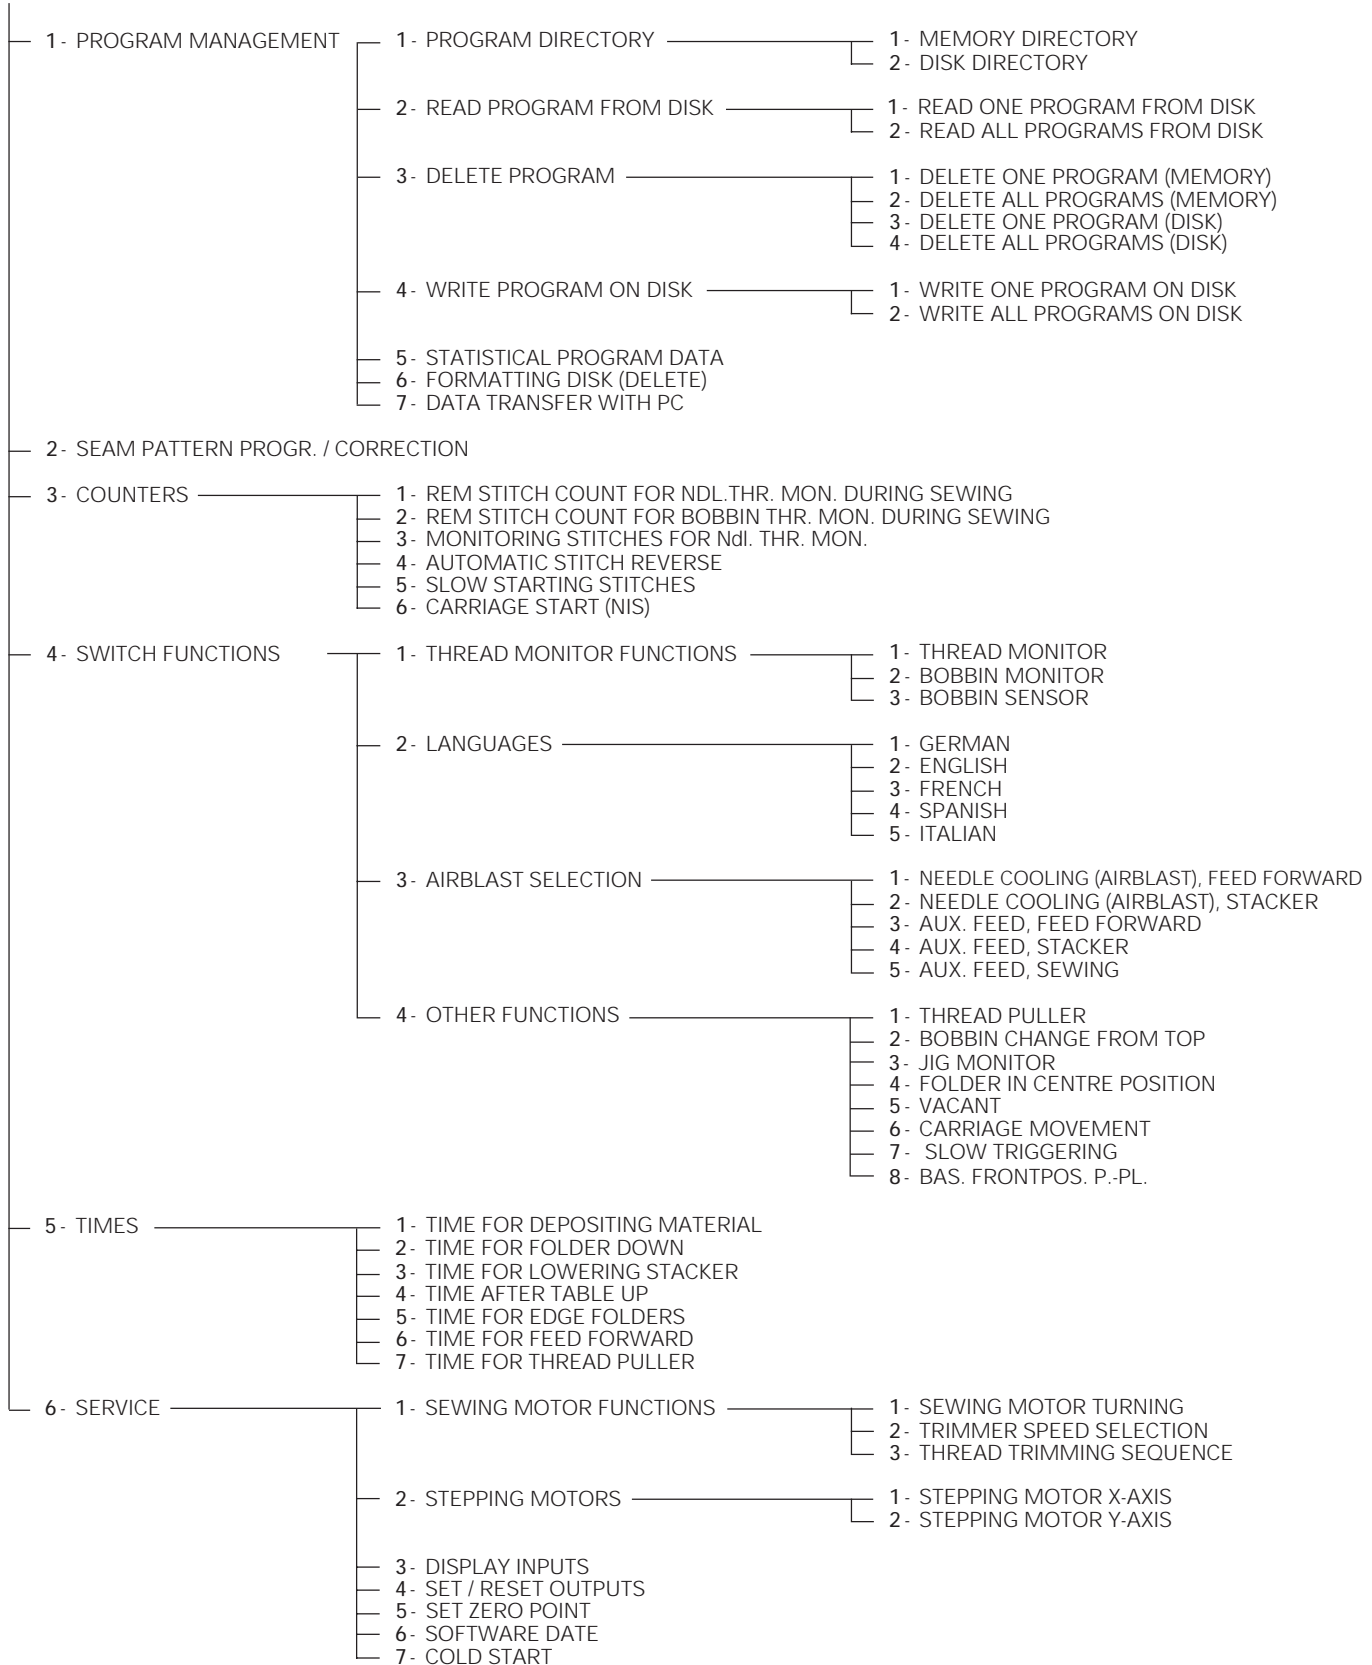 1 - PROGRAM MANAGEMENT
1 - PROGRAM DIRECTORY
1 - MEMORY DIRECTORY
2 - DISK DIRECTORY
2 - READ PROGRAM FROM DISK
1 - READ ONE PROGRAM FROM DISK
2 - READ ALL PROGRAMS FROM DISK
3 - DELETE PROGRAM
1 - DELETE ONE PROGRAM (MEMORY)
2 - DELETE ALL PROGRAMS (MEMORY)
3 - DELETE ONE PROGRAM (DISK)
4 - DELETE ALL PROGRAMS (DISK)
4 - WRITE PROGRAM ON DISK
1 - WRITE ONE PROGRAM ON DISK
2 - WRITE ALL PROGRAMS ON DISK
5 - STATISTICAL PROGRAM DATA
6 - FORMATTING DISK (DELETE)
7 - DATA TRANSFER WITH PC
2 - SEAM PATTERN PROGR. / CORRECTION
3 - COUNTERS
1 - REM STITCH COUNT FOR NDL.THR. MON. DURING SEWING
2 - REM STITCH COUNT FOR BOBBIN THR. MON. DURING SEWING
3 - MONITORING STITCHES FOR Ndl. THR. MON.
4 - AUTOMATIC STITCH REVERSE
5 - SLOW STARTING STITCHES
6 - CARRIAGE START (NIS)
4 - SWITCH FUNCTIONS
1 - THREAD MONITOR FUNCTIONS
1 - THREAD MONITOR
2 - BOBBIN MONITOR
3 - BOBBIN SENSOR
2 - LANGUAGES
1 - GERMAN
2 - ENGLISH
3 - FRENCH
4 - SPANISH
5 - ITALIAN
3 - AIRBLAST SELECTION
1 - NEEDLE COOLING (AIRBLAST), FEED FORWARD
2 - NEEDLE COOLING (AIRBLAST), STACKER
3 - AUX. FEED, FEED FORWARD
4 - AUX. FEED, STACKER
5 - AUX. FEED, SEWING
4 - OTHER FUNCTIONS
1 - THREAD PULLER
2 - BOBBIN CHANGE FROM TOP
3 - JIG MONITOR
4 - FOLDER IN CENTRE POSITION
5 - VACANT
6 - CARRIAGE MOVEMENT
7 - SLOW TRIGGERING
8 - BAS. FRONTPOS. P.-PL.
5 - TIMES
1 - TIME FOR DEPOSITING MATERIAL
2 - TIME FOR FOLDER DOWN
3 - TIME FOR LOWERING STACKER
4 - TIME AFTER TABLE UP
5 - TIME FOR EDGE FOLDERS
6 - TIME FOR FEED FORWARD
7 - TIME FOR THREAD PULLER
6 - SERVICE
1 - SEWING MOTOR FUNCTIONS
1 - SEWING MOTOR TURNING
2 - TRIMMER SPEED SELECTION
3 - THREAD TRIMMING SEQUENCE
2 - STEPPING MOTORS
1 - STEPPING MOTOR X-AXIS
2 - STEPPING MOTOR Y-AXIS
3 - DISPLAY INPUTS
4 - SET / RESET OUTPUTS
5 - SET ZERO POINT
6 - SOFTWARE DATE
7 - COLD START